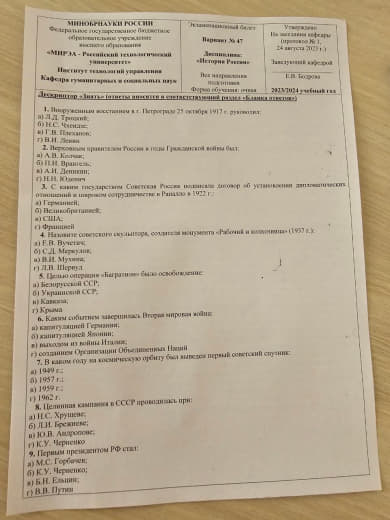 МИНОБРНАУКИ РОССИИ
Федеральное государственное бюджетное
образовательное учреждение
высшего образования
«МИРЭА - Российский технологический
университет»
Институт технологий управления
Кафедра гуманитарных и социальных наук
Экзаменационный билет
Вариант № 47
Дисциплина:
«История России»
Все направления
подготовки
Форма обучения: очная
Утверждено
На заседании кафедры
(протокол № 1,
24 августа 2023 г.)
Заведующий кафедрой
Е.В. Бодрова
2023/2024 учебный год
Дескриптор «Знать» (ответы вносятся в соответствующий раздел «Бланка ответов»)
1. Вооруженным восстанием в г. Петрограде 25 октября 1917 г. руководил:
а) Л.Д. Троцкий;
б) Н.С. Чхеидзе;
в) Г.В. Плеханов;
г) В.И. Ленин.
2. Верховным правителем России в годы Гражданской войны был:
а) А.В. Колчак;
б) П.Н. Врангель;
в) А.И. Деникин;
г) Н.Н. Юденич
3. С каким государством Советская Россия подписала договор об установлении дипломатических
отношений и широком сотрудничестве в Рапалло в 1922 г.:
а) Германией;
б) Великобританией;
в) США;
г) Францией
4. Назовите советского скульптора, создателя монумента «Рабочий и колхозница» (1937 г.):
а) Е.В. Вучетич;
б) С.Д. Меркулов;
в) В.И. Мухина;
г) Л.В. Шервуд
5. Целью операции «Багратион» было освобождение:
а) Белорусской ССР;
б) Украинской ССР;
в) Кавказа;
г) Крыма
6. Каким событием завершилась Вторая мировая война:
а) капитуляцией Германии;
б) капитуляцией Японии;
в) выходом из войны Италии;
г) созданием Организации Объединенных Наций
7. В каком году на космическую орбиту был выведен первый советский спутник:
а) 1949 г.;
б) 1957 г.;
в) 1959 г.;
г) 1962 г.
8. Целинная кампания в СССР проводилась при:
а) Н.С. Хрущеве;
б) Л.И. Брежневе;
в) Ю.В. Андропове;
г) К.У. Черненко
9. Первым президентом РФ стал:
а) М.С. Горбачев;
б) К.У. Черненко;
в) Б.Н. Ельцин;
г) В.В. Путин